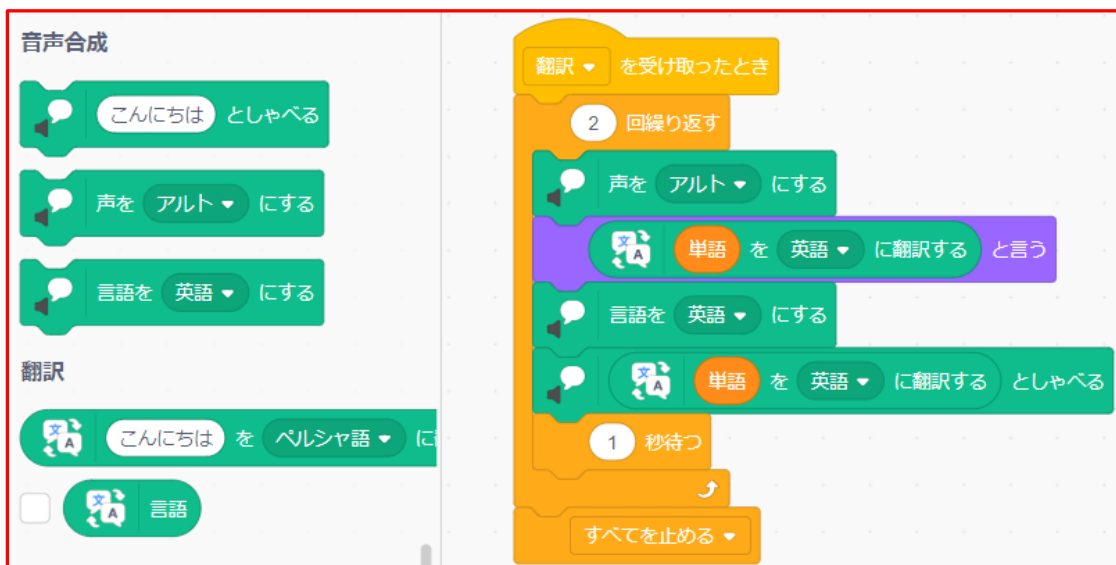 音声合成
こんにちは としゃべる
声を アルト にする
言語を 英語 にする
翻訳
こんにちは を ペルシャ語 に
言語
翻訳 を受け取ったとき
2 回繰り返す
声を アルト にする
単語 を 英語 に翻訳する と言う
言語を 英語 にする
単語 を 英語 に翻訳する としゃべる
1 秒待つ
すべてを止める